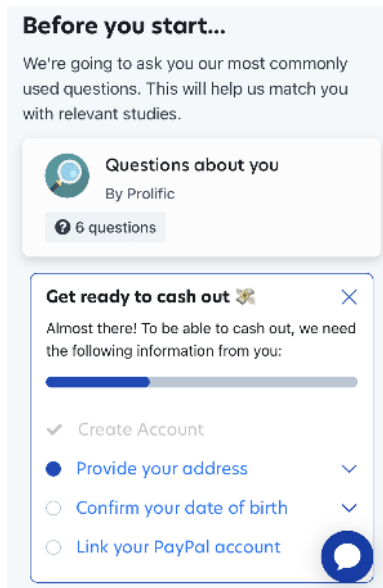 Before you start...
We're going to ask you our most commonly
used questions. This will help us match you
with relevant studies.
Questions about you
By Prolific
6 questions
Get ready to cash out 💸
Almost there! To be able to cash out, we need
the following information from you:
Create Account
Provide your address
Confirm your date of birth
Link your PayPal account